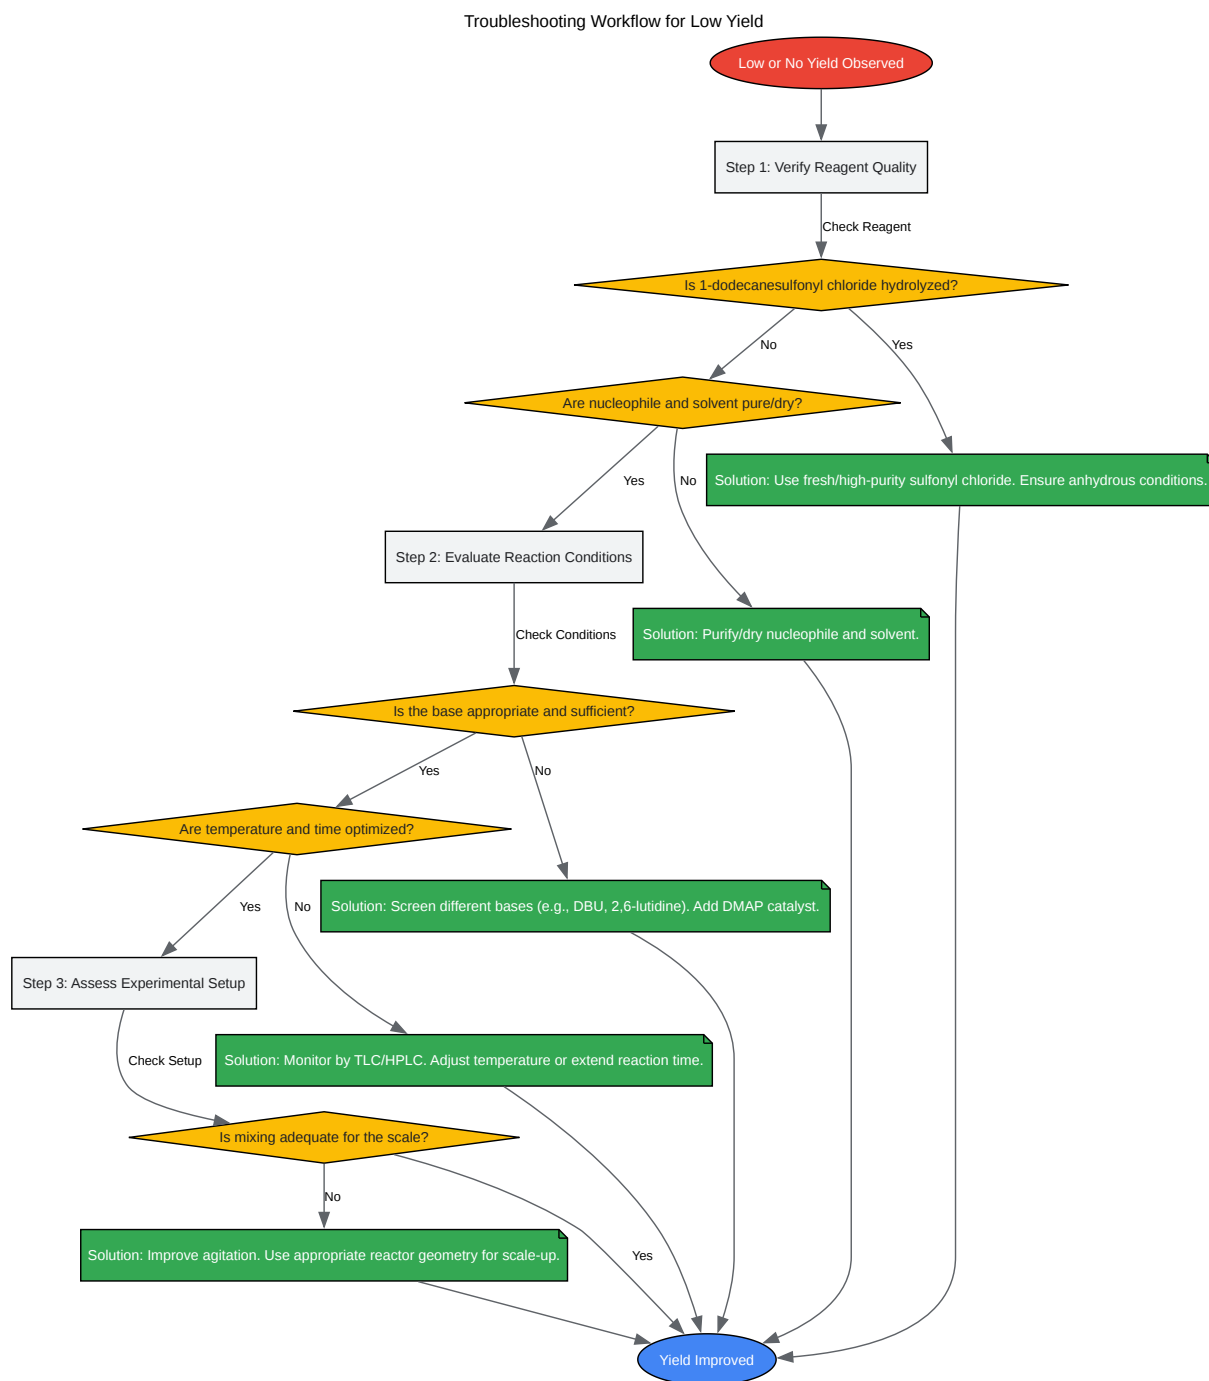 Troubleshooting Workflow for Low Yield
Low or No Yield Observed
Step 1: Verify Reagent Quality
Check Reagent
Is 1-dodecanesulfonyl chloride hydrolyzed?
No
Yes
Are nucleophile and solvent pure/dry?
Yes
No
Solution: Use fresh/high-purity sulfonyl chloride. Ensure anhydrous conditions.
Step 2: Evaluate Reaction Conditions
Check Conditions
Solution: Purify/dry nucleophile and solvent.
Is the base appropriate and sufficient?
Yes
No
Are temperature and time optimized?
Yes
No
Solution: Screen different bases (e.g., DBU, 2,6-lutidine). Add DMAP catalyst.
Step 3: Assess Experimental Setup
Check Setup
Solution: Monitor by TLC/HPLC. Adjust temperature or extend reaction time.
Is mixing adequate for the scale?
No
Yes
Solution: Improve agitation. Use appropriate reactor geometry for scale-up.
Yield Improved